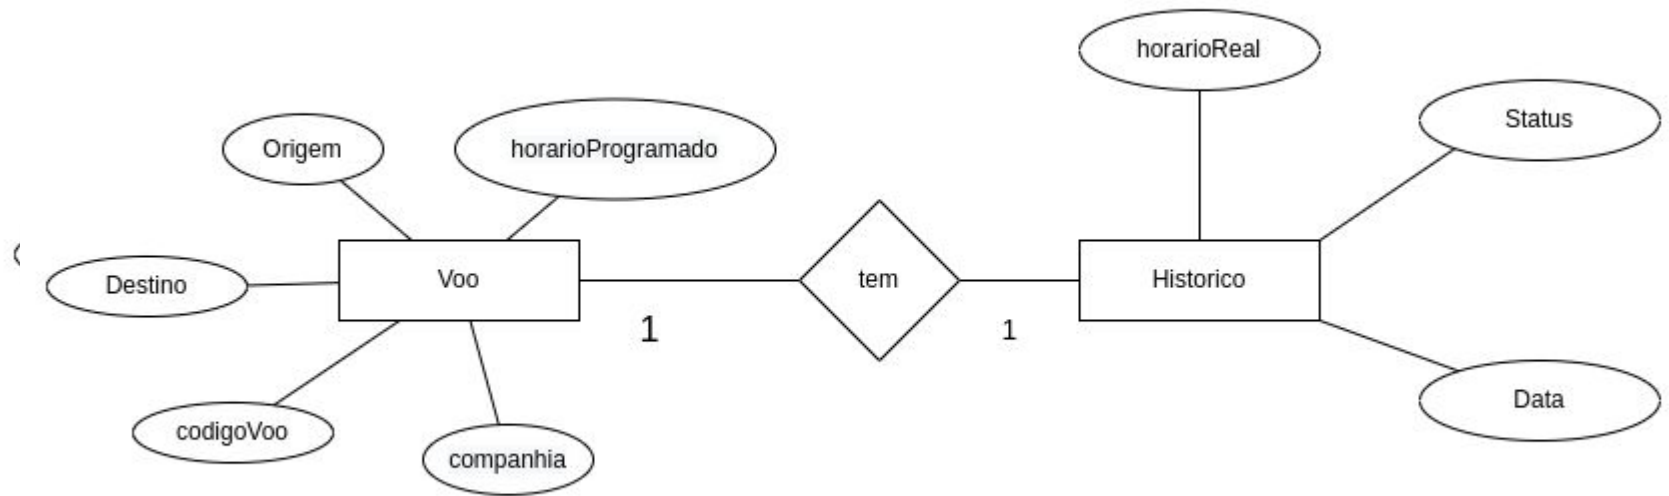 horarioReal
Status
Origem
horarioProgramado
Destino
Voo
tem
Historico
1
1
codigoVoo
companhia
Data